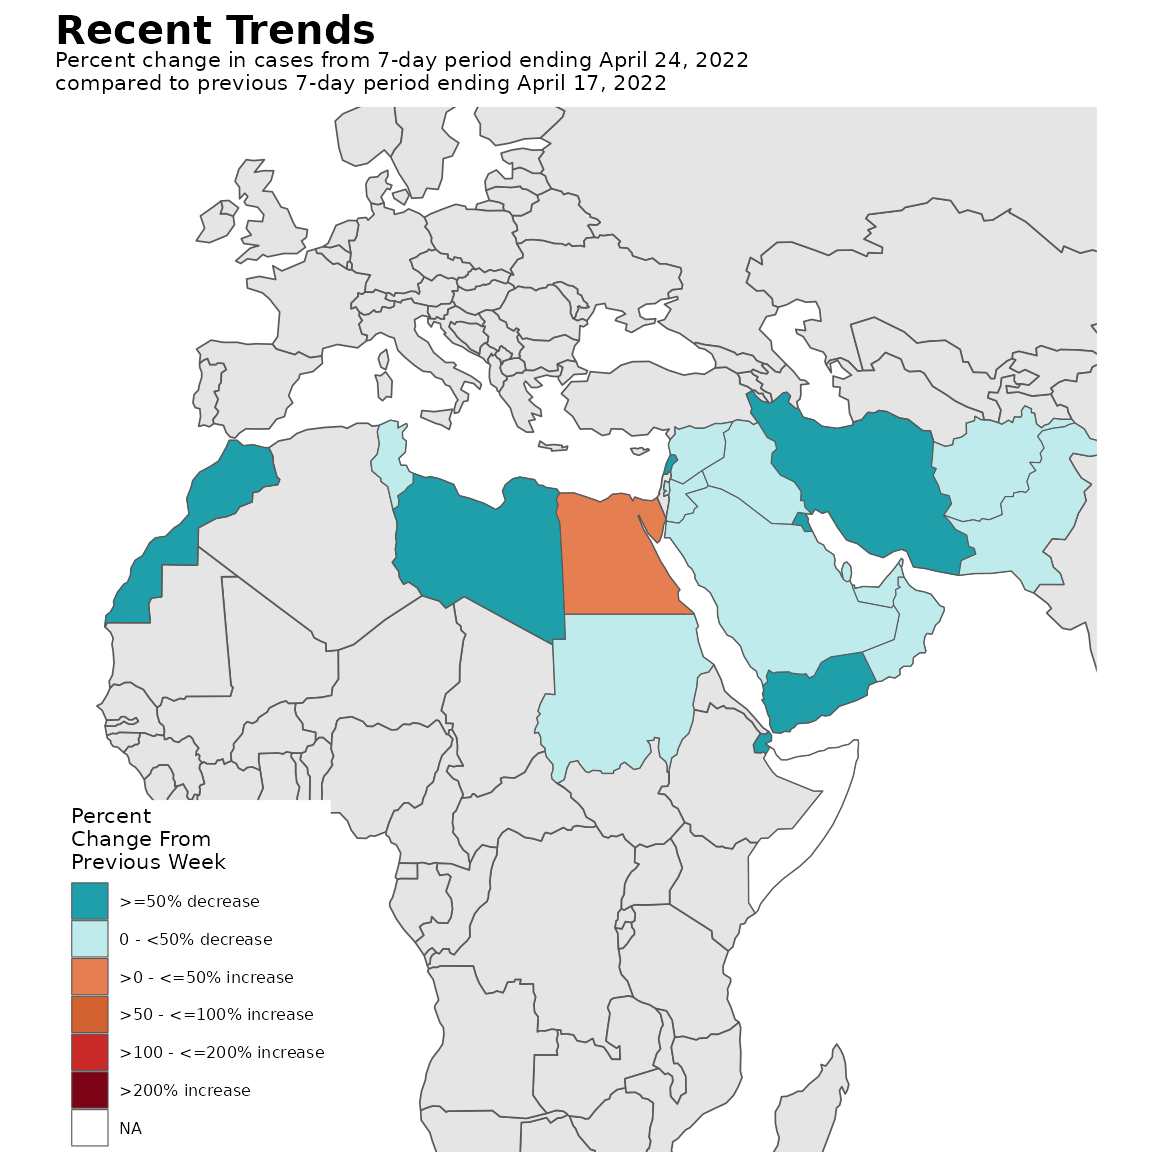 Recent Trends
Percent change in cases from 7-day period ending April 24, 2022
compared to previous 7-day period ending April 17, 2022
Percent
Change From
Previous Week
>=50% decrease
0 - <50% decrease
>0 - <=50% increase
>50 - <=100% increase
>100 - <=200% increase
>200% increase
NA